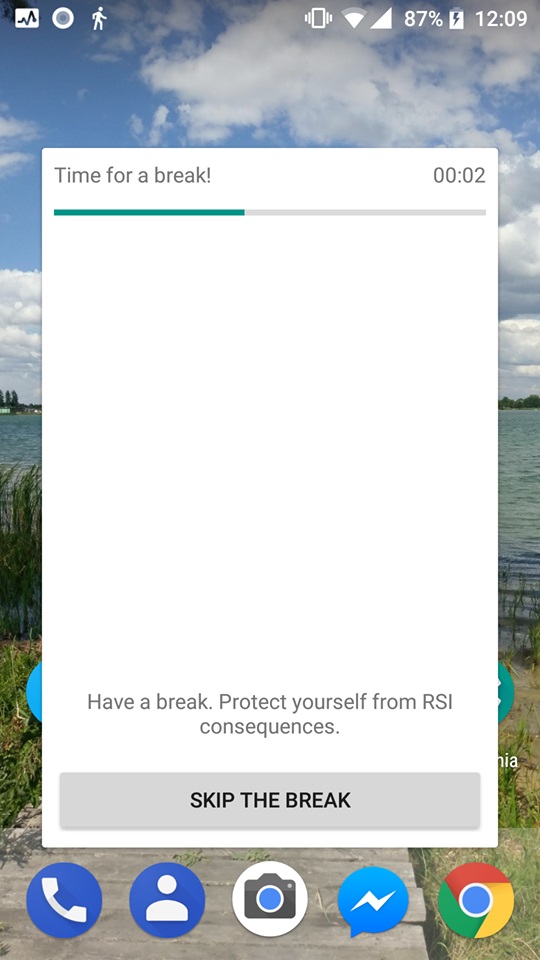 87% 12:09
Time for a break! 00:02
Have a break. Protect yourself from RSI
consequences.
nia
SKIP THE BREAK